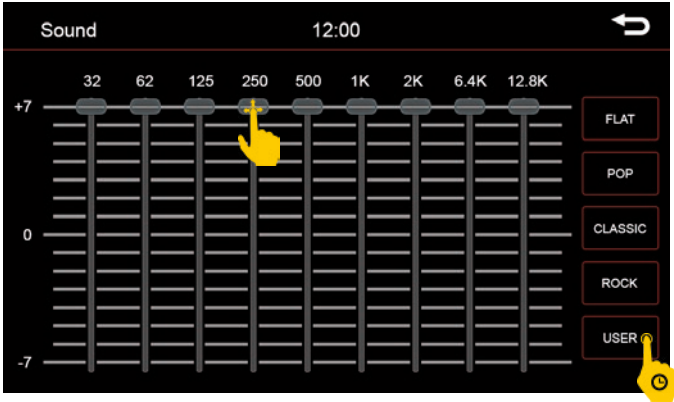 Sound 12:00
32 62 125 250 500 1K 2K 6.4K 12.8K
+7
FLAT
POP
0
CLASSIC
ROCK
USER
-7